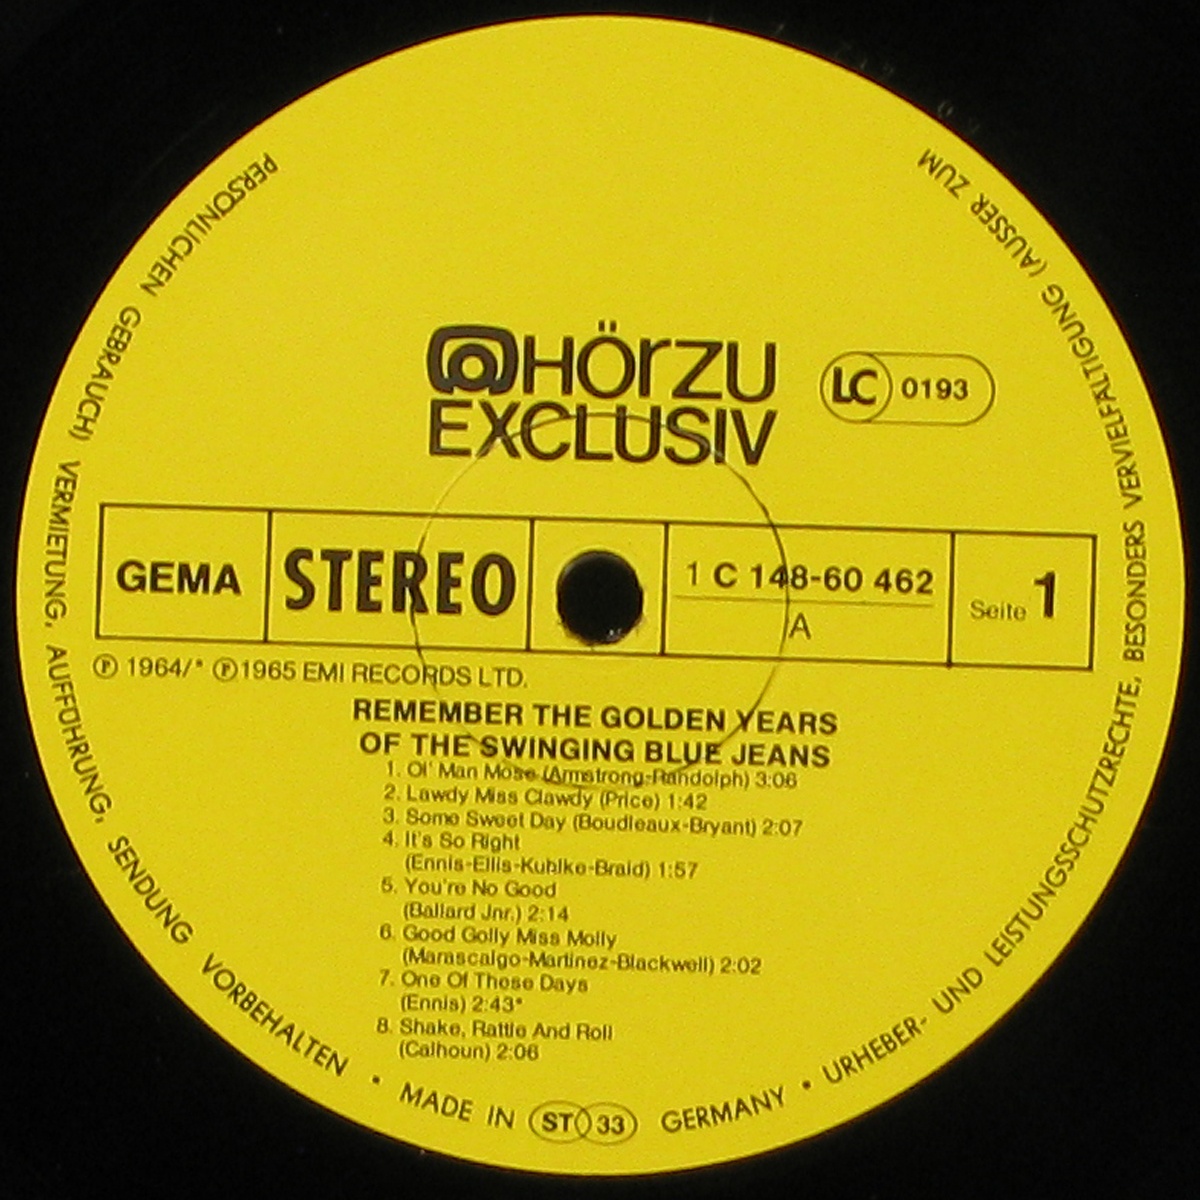 HÖRZU
EXCLUSIV
LC 0193
GEMA
STEREO
1 C 148-60 462
A
Seite 1
Ⓟ 1964/* Ⓟ1965 EMI RECORDS LTD.
REMEMBER THE GOLDEN YEARS
OF THE SWINGING BLUE JEANS
1. Ol' Man Mose (Armstrong-Randolph) 3:06
2. Lawdy Miss Clawdy (Price) 1:42
3. Some Sweet Day (Boudleaux-Bryant) 2:07
4. It's So Right
(Ennis-Ellis-Kuhlke-Braid) 1:57
5. You're No Good
(Ballard Jnr.) 2:14
6. Good Golly Miss Molly
(Marascalgo-Martinez-Blackwell) 2:02
7. One Of These Days
(Ennis) 2:43*
8. Shake, Rattle And Roll
(Calhoun) 2:06
MADE IN ST 33 GERMANY • URHEBER- UND LEISTUNGSSCHUTZRECHTE, BESONDERS VERVIELFÄLTIGUNG (AUSSER ZUM PERSÖNLICHEN GEBRAUCH) VERMIETUNG, AUFFÜHRUNG, SENDUNG VORBEHALTEN •